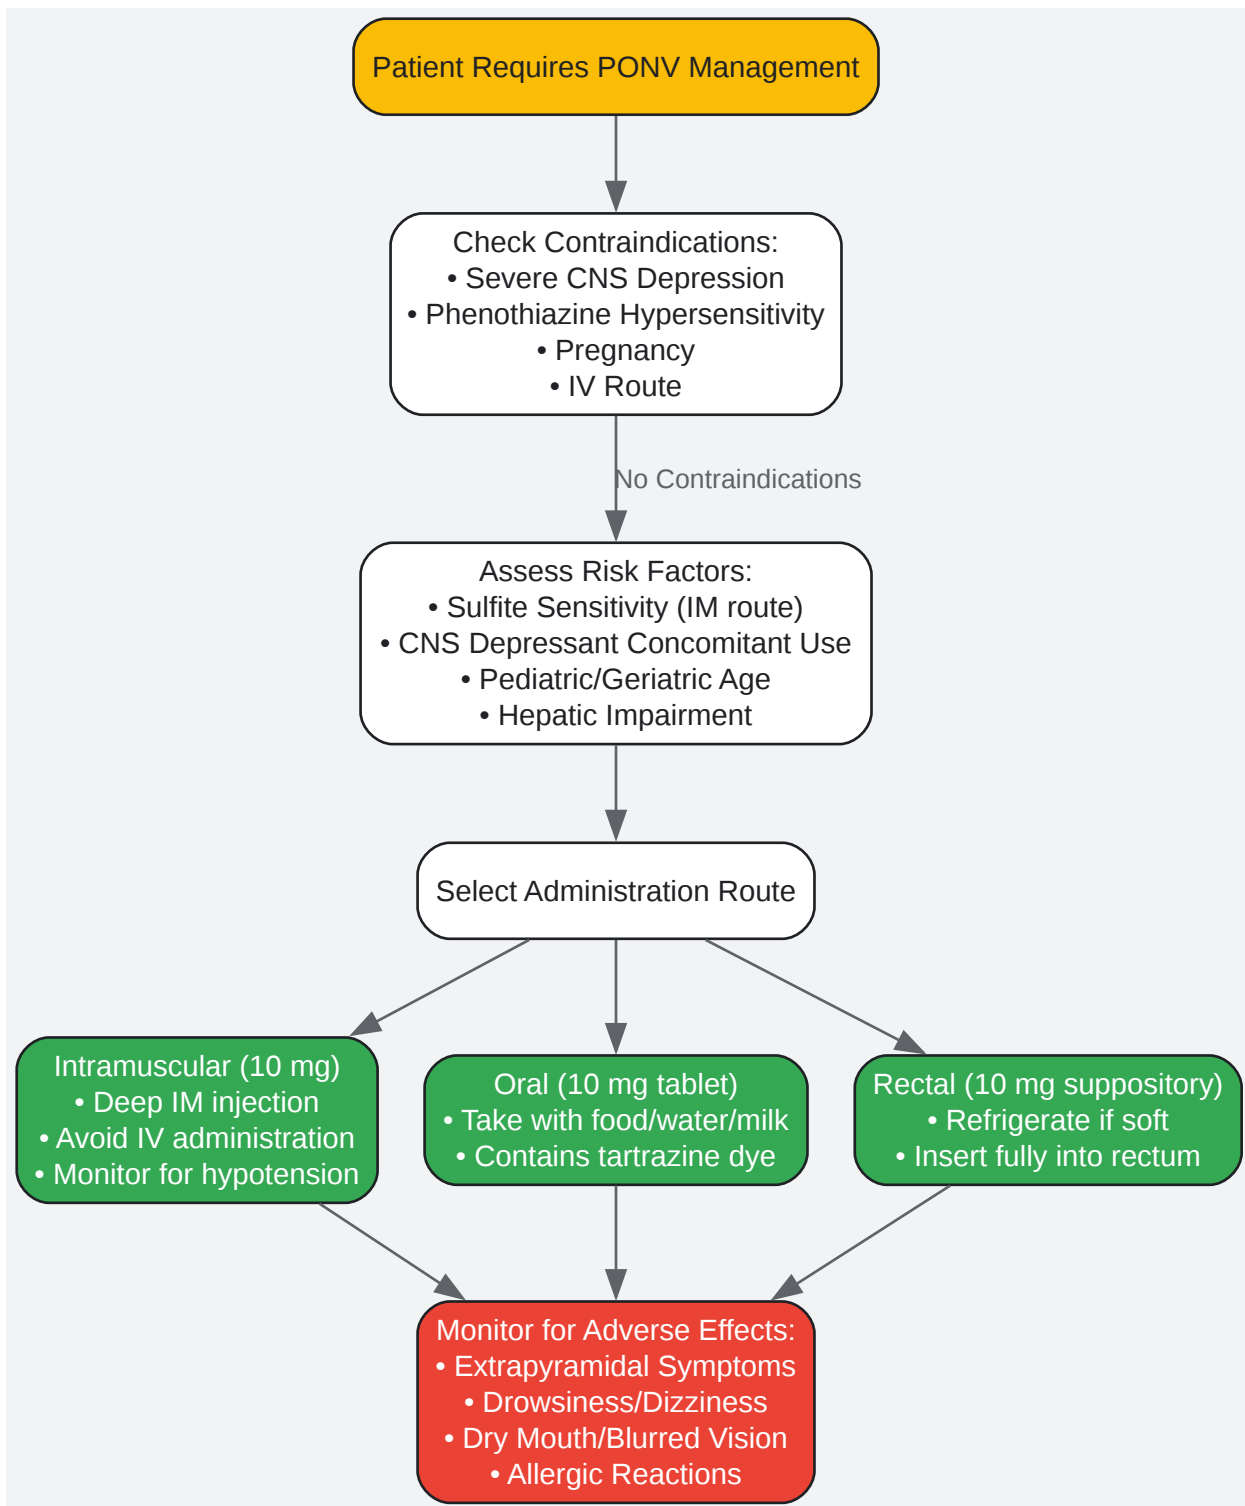 Patient Requires PONV Management
Check Contraindications:
• Severe CNS Depression
• Phenothiazine Hypersensitivity
• Pregnancy
• IV Route
No Contraindications
Assess Risk Factors:
• Sulfite Sensitivity (IM route)
• CNS Depressant Concomitant Use
• Pediatric/Geriatric Age
• Hepatic Impairment
Select Administration Route
Intramuscular (10 mg)
• Deep IM injection
• Avoid IV administration
• Monitor for hypotension
Oral (10 mg tablet)
• Take with food/water/milk
• Contains tartrazine dye
Rectal (10 mg suppository)
• Refrigerate if soft
• Insert fully into rectum
Monitor for Adverse Effects:
• Extrapyramidal Symptoms
• Drowsiness/Dizziness
• Dry Mouth/Blurred Vision
• Allergic Reactions